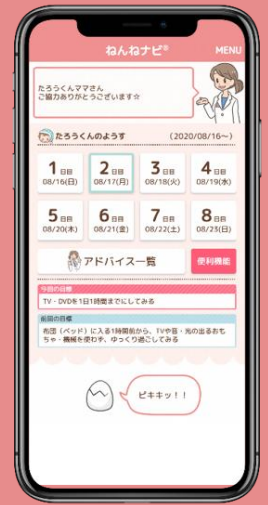 ねんねナビ®
MENU
たろうくんママさん
ご協力ありがとうございます☆
たろうくんのようす (2020/08/16～)
1日目 2日目 3日目 4日目
08/16(日) 08/17(月) 08/18(火) 08/19(水)
5日目 6日目 7日目 8日目
08/20(木) 08/21(金) 08/22(土) 08/23(日)
アドバイス一覧 便利機能
今回の目標
TV・DVDを1日1時間までにしてみる
前回の目標
布団（ベッド）に入る1時間前から、TVや音・光の出るおも
ちゃ・機械を使わず、ゆっくり過ごしてみる
ピキキッ！！